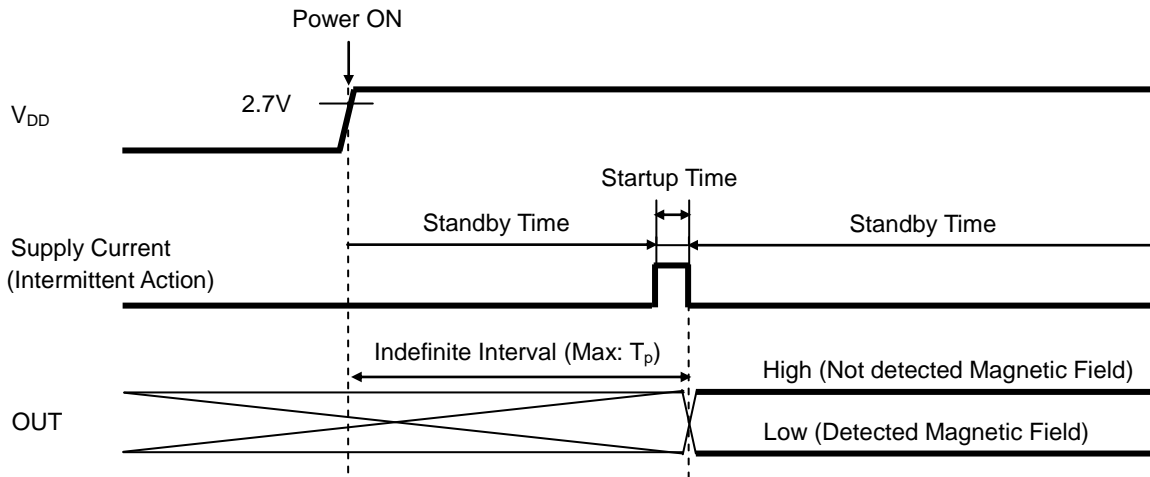 Power ON
2.7V
VDD
Startup Time
Standby Time
Standby Time
Supply Current
(Intermittent Action)
Indefinite Interval (Max: Tp)
High (Not detected Magnetic Field)
OUT
Low (Detected Magnetic Field)